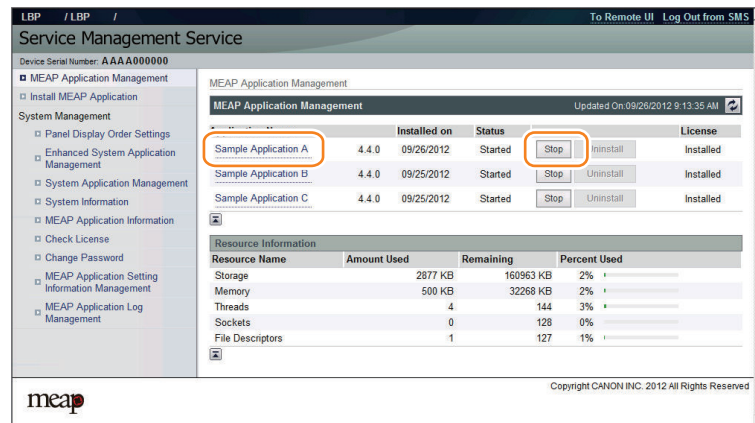 LBP / LBP /
To Remote UI Log Out from SMS
Service Management Service
Device Serial Number: AAAA000000
MEAP Application Management
Install MEAP Application
System Management
Panel Display Order Settings
Enhanced System Application
Management
System Application Management
System Information
MEAP Application Information
Check License
Change Password
MEAP Application Setting
Information Management
MEAP Application Log
Management
MEAP Application Management
MEAP Application Management Updated On:09/26/2012 9:13:35 AM
Installed on Status License
Sample Application A 4.4.0 09/26/2012 Started Stop Uninstall Installed
Sample Application B 4.4.0 09/25/2012 Started Stop Uninstall Installed
Sample Application C 4.4.0 09/25/2012 Started Stop Uninstall Installed
Resource Information
Resource Name Amount Used Remaining Percent Used
Storage 2877 KB 160963 KB 2%
Memory 500 KB 32268 KB 2%
Threads 4 144 3%
Sockets 0 128 0%
File Descriptors 1 127 1%
Copyright CANON INC. 2012 All Rights Reserved
meap